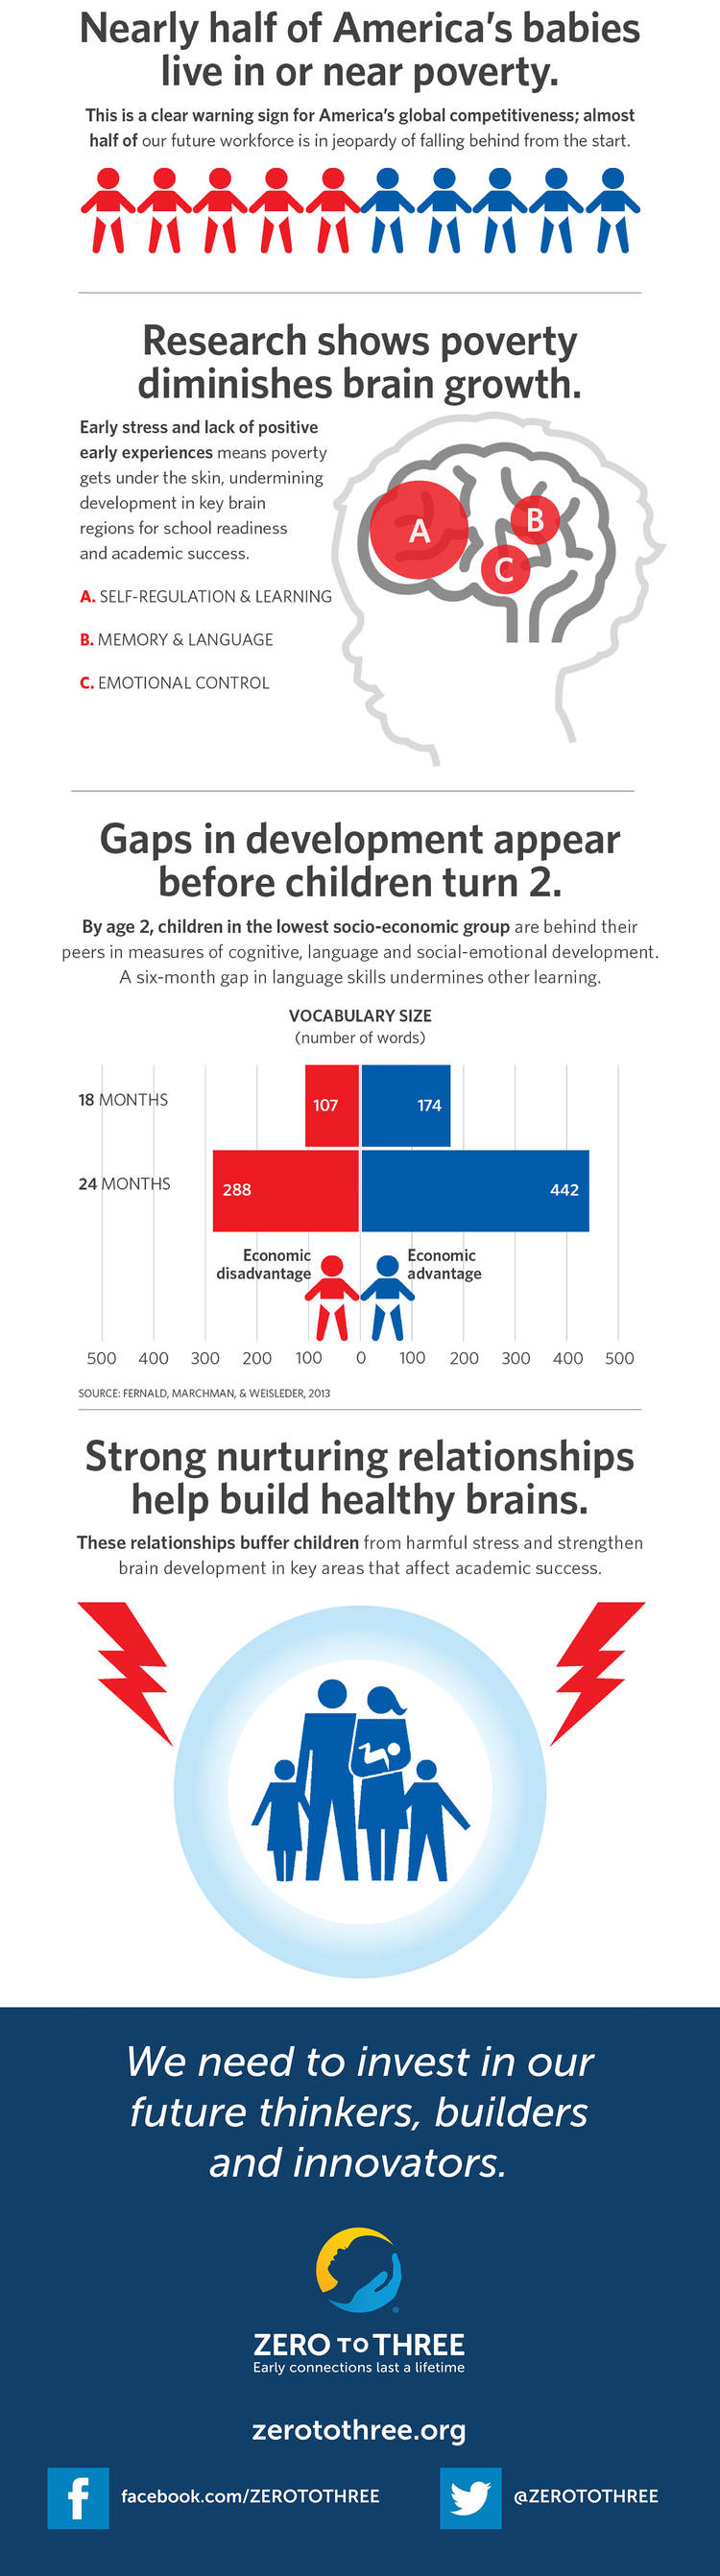 Nearly half of America's babies
live in or near poverty.
This is a clear warning sign for America's global competitiveness; almost
half of our future workforce is in jeopardy of falling behind from the start.
Research shows poverty
diminishes brain growth.
Early stress and lack of positive
early experiences means poverty
gets under the skin, undermining
development in key brain
regions for school readiness
and academic success.
A. SELF-REGULATION & LEARNING
B. MEMORY & LANGUAGE
C. EMOTIONAL CONTROL
A
B
C
Gaps in development appear
before children turn 2.
By age 2, children in the lowest socio-economic group are behind their
peers in measures of cognitive, language and social-emotional development.
A six-month gap in language skills undermines other learning.
VOCABULARY SIZE
(number of words)
18 MONTHS 107 174
24 MONTHS 288 442
Economic
disadvantage
Economic
advantage
500 400 300 200 100 0 100 200 300 400 500
SOURCE: FERNALD, MARCHMAN, & WEISLEDER, 2013
Strong nurturing relationships
help build healthy brains.
These relationships buffer children from harmful stress and strengthen
brain development in key areas that affect academic success.
We need to invest in our
future thinkers, builders
and innovators.
ZERO TO THREE
Early connections last a lifetime
zerotothree.org
facebook.com/ZEROTOTHREE
@ZEROTOTHREE